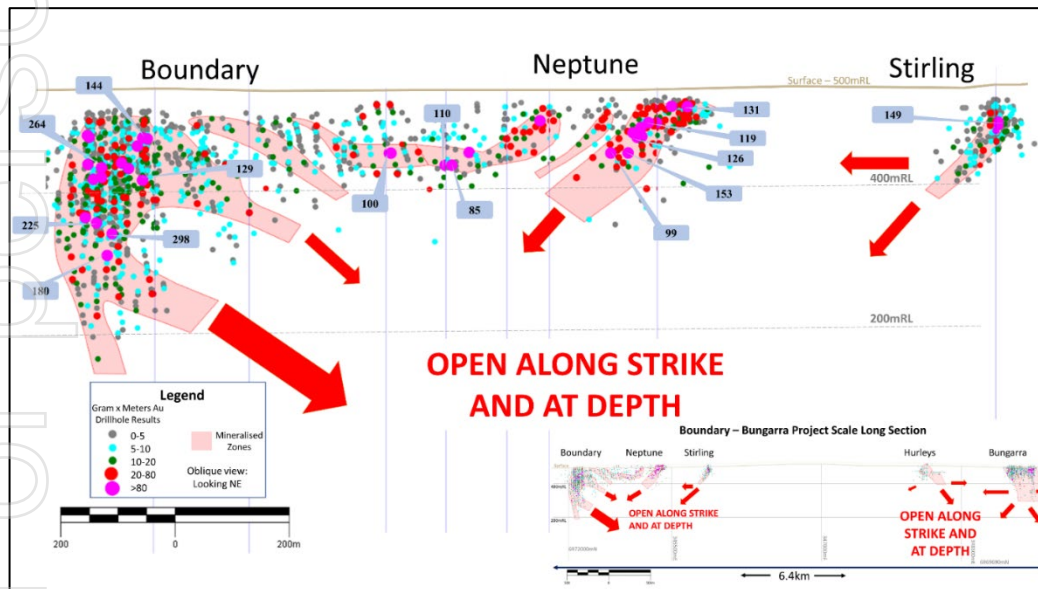 Boundary
Neptune
Stirling
Surface – 500mRL
144
264
129
225
298
180
110
100
85
131
119
126
153
99
149
400mRL
200mRL
OPEN ALONG STRIKE
AND AT DEPTH
Legend
Gram x Meters Au
Drillhole Results
0-5
5-10
10-20
20-80
>80
Mineralised
Zones
Oblique view:
Looking NE
200
0
200m
Boundary – Bungarra Project Scale Long Section
Boundary
Neptune
Stirling
Hurleys
Bungarra
Surface
400mRL
200mRL
OPEN ALONG STRIKE
AND AT DEPTH
OPEN ALONG
STRIKE AND
AT DEPTH
6.4km